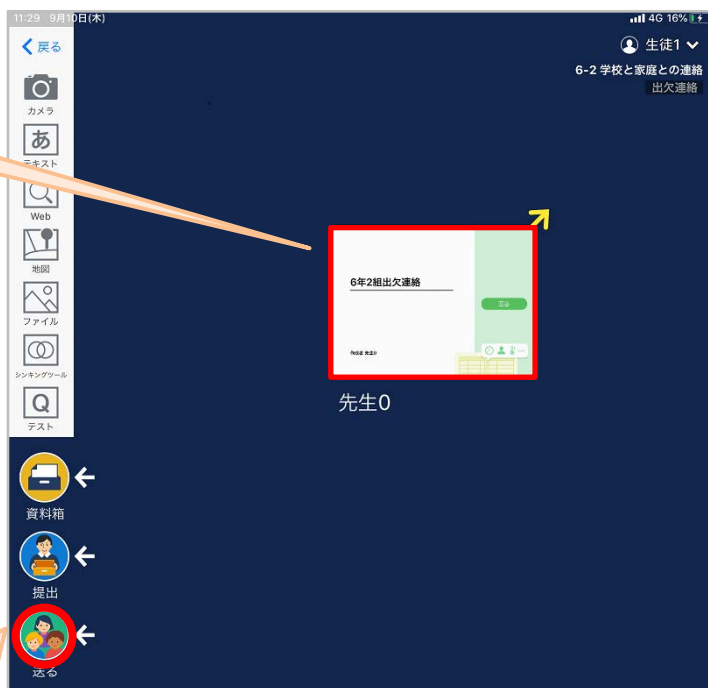 11:29 9月10日(木)
4G 16%
戻る
生徒1
6-2 学校と家庭との連絡
出欠連絡
カメラ
あ
テキスト
Web
地図
ファイル
シンキングツール
Q
テスト
6年2組出欠連絡
先生0
資料箱
提出
送る